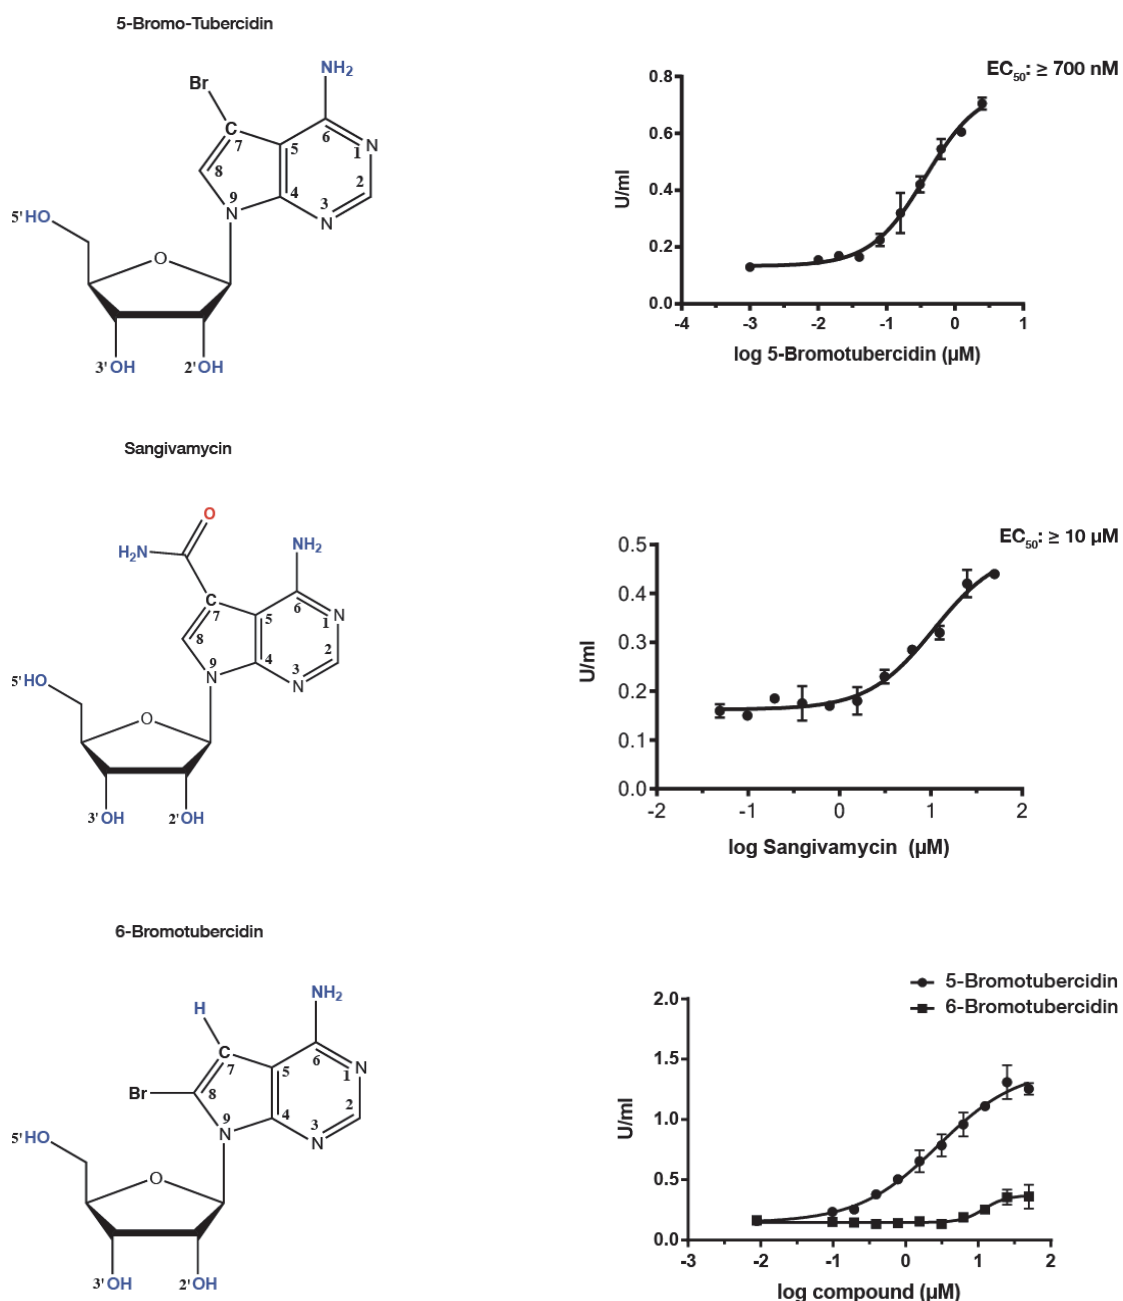 5-Bromo-Tubercidin
NH2
Br
C
7
5
6
N
1
8
2
9
4
3
N
N
5'HO
O
3'OH
2'OH
EC50: ≥ 700 nM
0.8
0.6
0.4
0.2
0.0
U/ml
-4 -3 -2 -1 0 1
log 5-Bromotubercidin (µM)
Sangivamycin
O
H2N
NH2
C
7
5
6
N
1
8
2
9
4
3
N
N
5'HO
O
3'OH
2'OH
EC50: ≥ 10 µM
0.5
0.4
0.3
0.2
0.1
0.0
U/ml
-2 -1 0 1 2
log Sangivamycin (µM)
6-Bromotubercidin
H
NH2
C
7
5
6
N
1
Br
8
2
9
4
3
N
N
5'HO
O
3'OH
2'OH
5-Bromotubercidin
6-Bromotubercidin
2.0
1.5
1.0
0.5
0.0
U/ml
-3 -2 -1 0 1 2
log compound (µM)